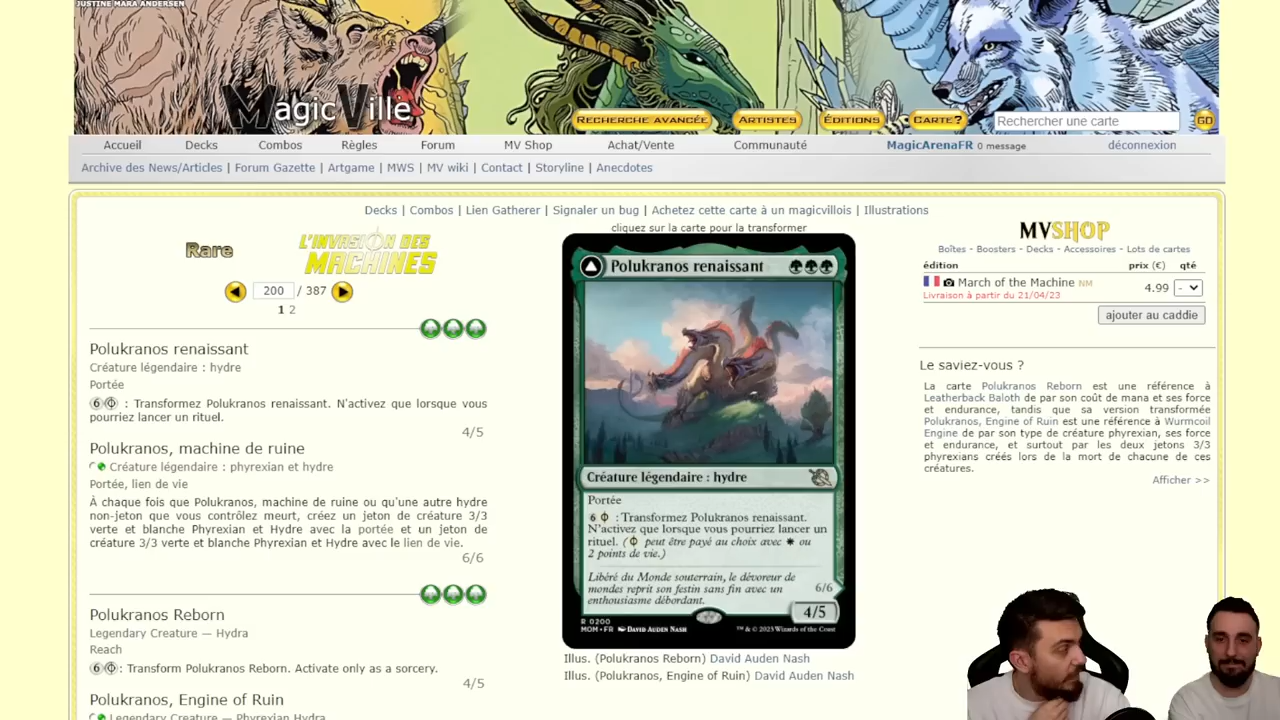 JUSTINE MARA ANDERSEN
MagicVille
RECHERCHE AVANCÉE
ARTISTES
ÉDITIONS
CARTE?
Rechercher une carte
GO
Accueil
Decks
Combos
Règles
Forum
MV Shop
Achat/Vente
Communauté
MagicArenaFR 0 message
déconnexion
Archive des News/Articles | Forum Gazette | Artgame | MWS | MV wiki | Contact | Storyline | Anecdotes
Decks | Combos | Lien Gatherer | Signaler un bug | Achetez cette carte à un magicvillois | Illustrations
Rare
L'INVASION DES
MACHINES
200 / 387
1 2
Polukranos renaissant
Créature légendaire : hydre
Portée
6 : Transformez Polukranos renaissant. N'activez que lorsque vous
pourriez lancer un rituel.
4/5
Polukranos, machine de ruine
Créature légendaire : phyrexian et hydre
Portée, lien de vie
À chaque fois que Polukranos, machine de ruine ou qu'une autre hydre
non-jeton que vous contrôlez meurt, créez un jeton de créature 3/3
verte et blanche Phyrexian et Hydre avec la portée et un jeton de
créature 3/3 verte et blanche Phyrexian et Hydre avec le lien de vie.
6/6
Polukranos Reborn
Legendary Creature — Hydra
Reach
6 : Transform Polukranos Reborn. Activate only as a sorcery.
4/5
Polukranos, Engine of Ruin
Legendary Creature — Phyrexian Hydra
cliquez sur la carte pour la transformer
Polukranos renaissant
Créature légendaire : hydre
Portée
6 : Transformez Polukranos renaissant.
N'activez que lorsque vous pourriez lancer un
rituel. ( peut être payé au choix avec ou
2 points de vie.)
Libéré du Monde souterrain, le dévoreur de
mondes reprit son festin sans fin avec un
enthousiasme débordant.
6/6
4/5
R 0200
MOM • FR DAVID AUDEN NASH
™ & © 2023 Wizards of the Coast
Illus. (Polukranos Reborn) David Auden Nash
Illus. (Polukranos, Engine of Ruin) David Auden Nash
MVSHOP
Boîtes - Boosters - Decks - Accessoires - Lots de cartes
édition prix (€) qté
March of the Machine NM 4.99 -
Livraison à partir du 21/04/23
ajouter au caddie
Le saviez-vous ?
La carte Polukranos Reborn est une référence à
Leatherback Baloth de par son coût de mana et ses force
et endurance, tandis que sa version transformée
Polukranos, Engine of Ruin est une référence à Wurmcoil
Engine de par son type de créature phyrexian, ses force
et endurance, et surtout par les deux jetons 3/3
phyrexians créés lors de la mort de chacune de ces
créatures.
Afficher >>